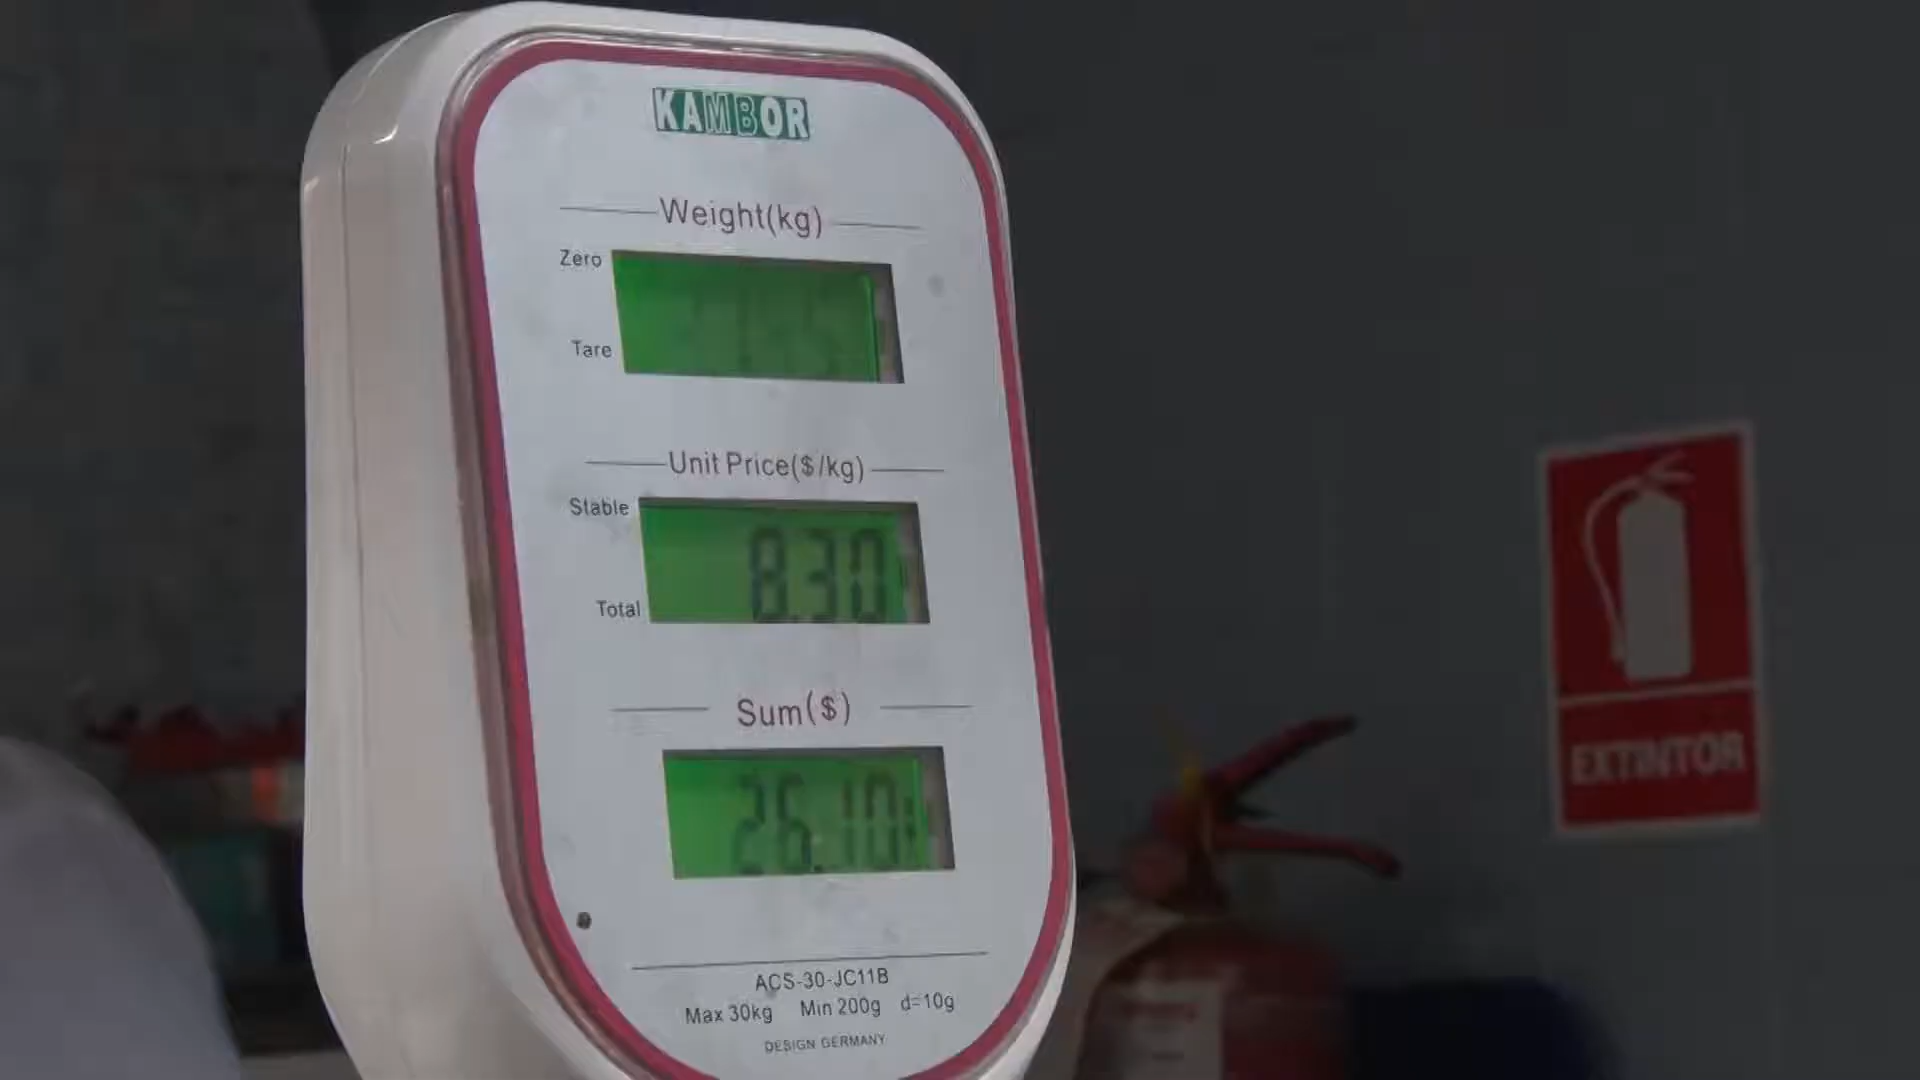 KAMBOR
Weight(kg)
Zero
Tare
Unit Price($/kg)
Stable
8.30
Total
Sum($)
26.10
ACS-30-JC11B
Max 30kg Min 200g d=10g
DESIGN GERMANY
EXTINTOR